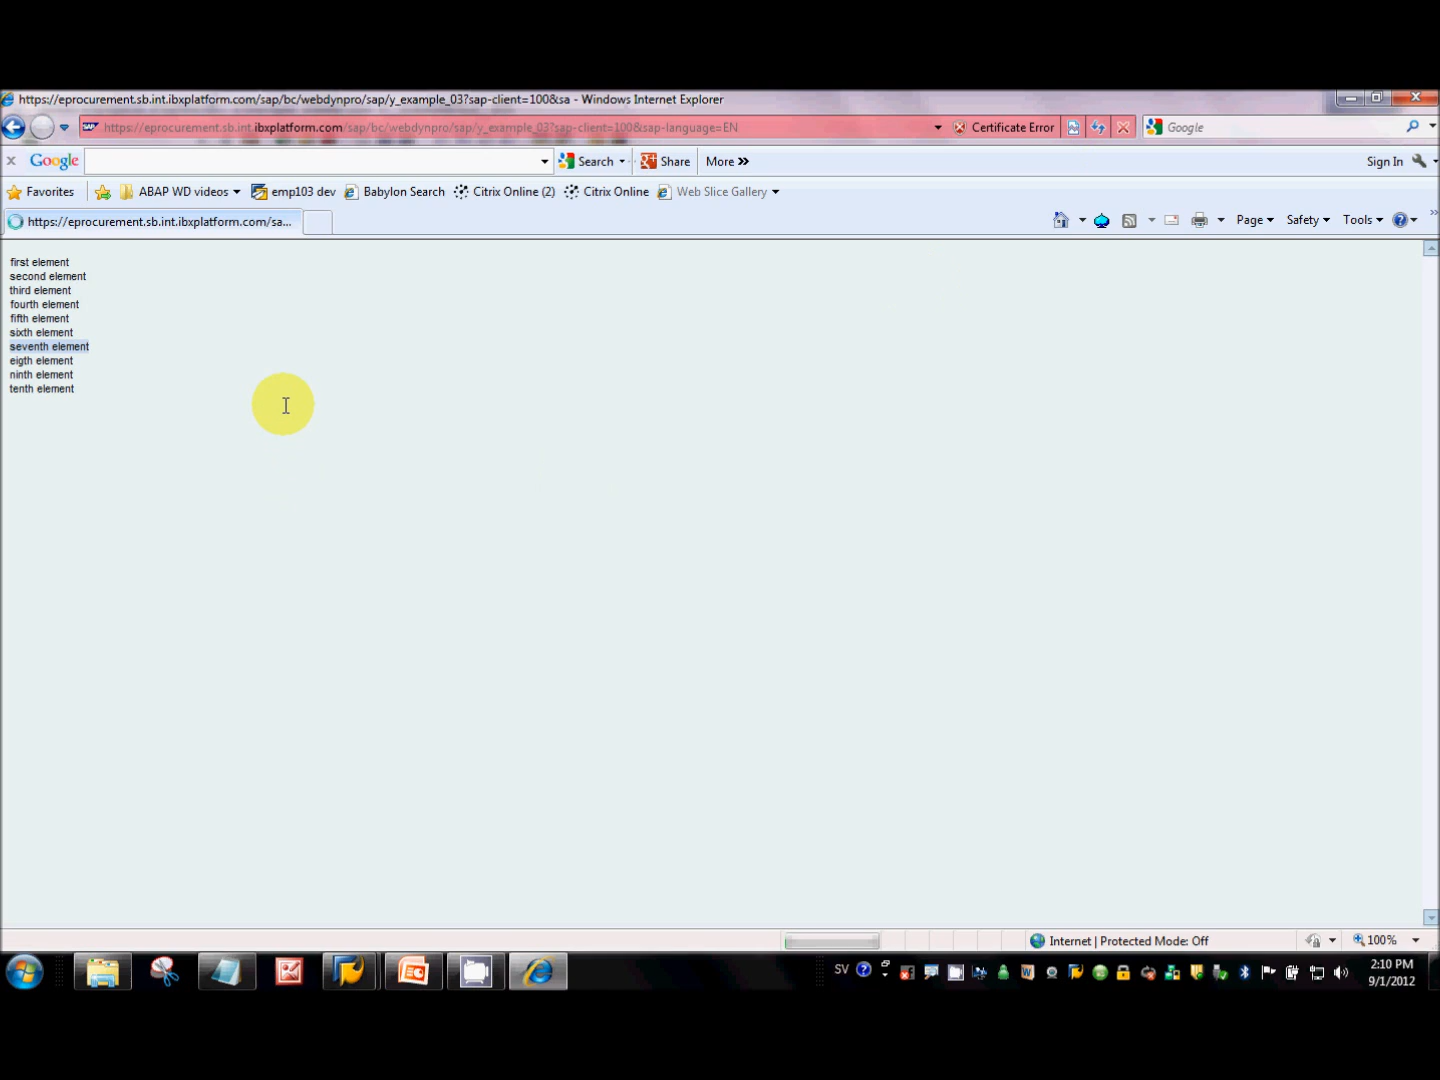 https://eprocurement.sb.int.ibxplatform.com/sap/bc/webdynpro/sap/y_example_03?sap-client=100&sa - Windows Internet Explorer
https://eprocurement.sb.int.ibxplatform.com/sap/bc/webdynpro/sap/y_example_03?sap-client=100&sap-language=EN Certificate Error Google
x Google Search Share More » Sign In
Favorites ABAP WD videos emp103 dev Babylon Search Citrix Online (2) Citrix Online Web Slice Gallery
https://eprocurement.sb.int.ibxplatform.com/sa... Page Safety Tools
first element
second element
third element
fourth element
fifth element
sixth element
seventh element
eigth element
ninth element
tenth element
Internet | Protected Mode: Off 100%
SV 2:10 PM
9/1/2012